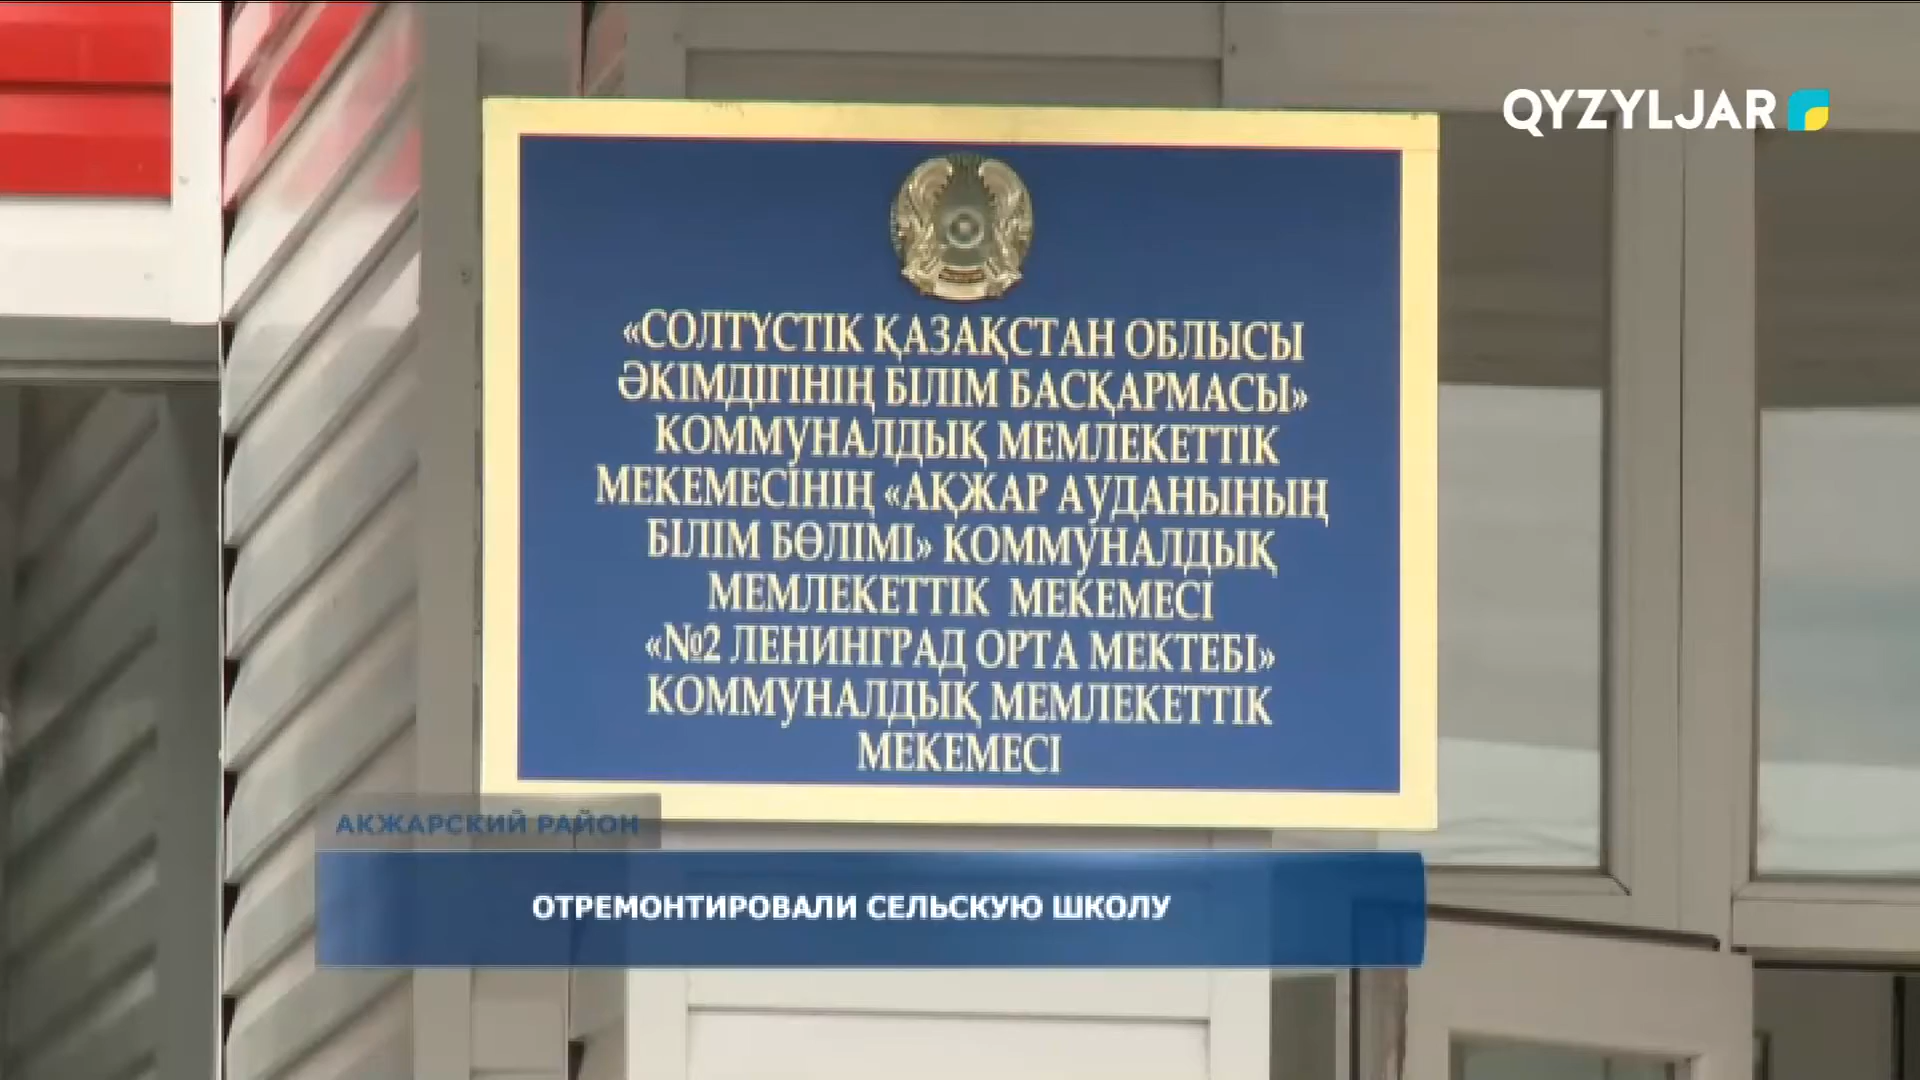 QYZYLJAR
«СОЛТҮСТІК ҚАЗАҚСТАН ОБЛЫСЫ
ӘКІМДІГІНІҢ БІЛІМ БАСҚАРМАСЫ»
КОММУНАЛДЫҚ МЕМЛЕКЕТТІК
МЕКЕМЕСІНІҢ «АҚЖАР АУДАНЫНЫҢ
БІЛІМ БӨЛІМІ» КОММУНАЛДЫҚ
МЕМЛЕКЕТТІК МЕКЕМЕСІ
«№2 ЛЕНИНГРАД ОРТА МЕКТЕБІ»
КОММУНАЛДЫҚ МЕМЛЕКЕТТІК
МЕКЕМЕСІ
АКЖАРСКИЙ РАЙОН
ОТРЕМОНТИРОВАЛИ СЕЛЬСКУЮ ШКОЛУ